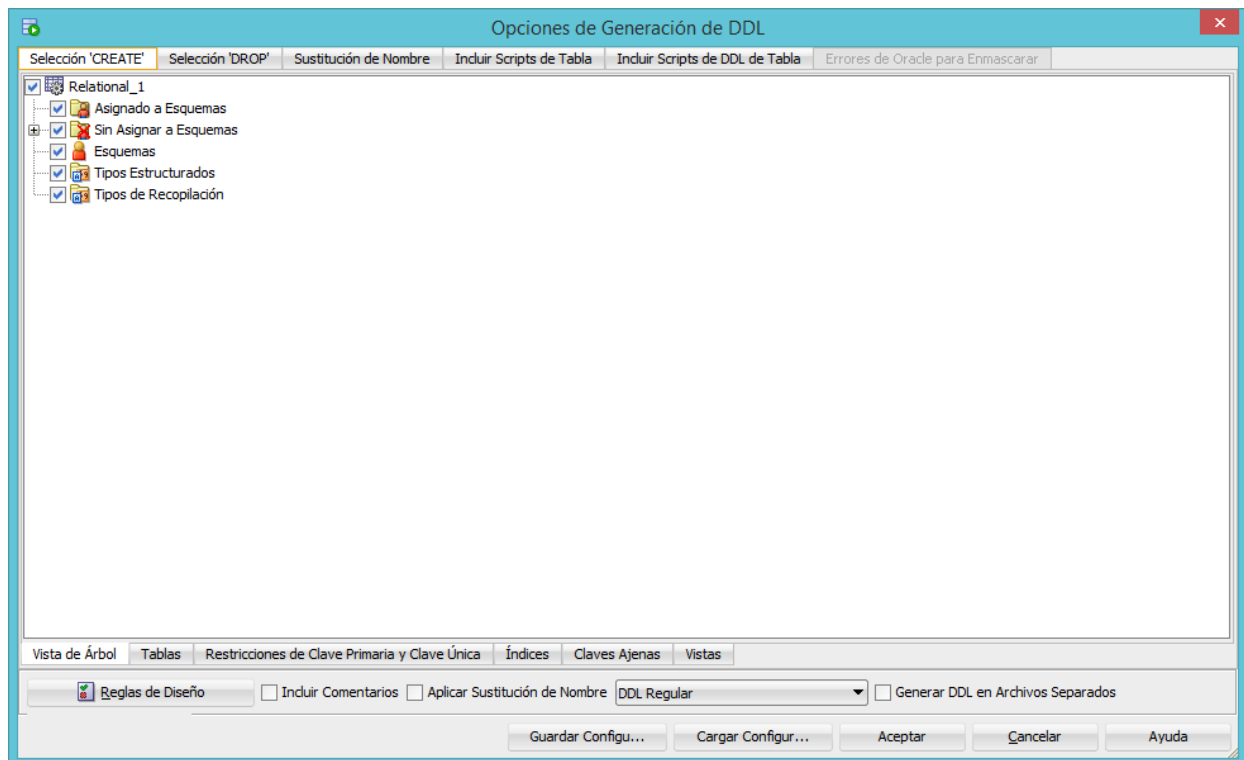 Opciones de Generación de DDL
Selección 'CREATE' Selección 'DROP' Sustitución de Nombre Incluir Scripts de Tabla Incluir Scripts de DDL de Tabla Errores de Oracle para Enmascarar
Relational_1
Asignado a Esquemas
Sin Asignar a Esquemas
Esquemas
Tipos Estructurados
Tipos de Recopilación
Vista de Árbol Tablas Restricciones de Clave Primaria y Clave Única Índices Claves Ajenas Vistas
Reglas de Diseño Incluir Comentarios Aplicar Sustitución de Nombre DDL Regular Generar DDL en Archivos Separados
Guardar Configu... Cargar Configur... Aceptar Cancelar Ayuda